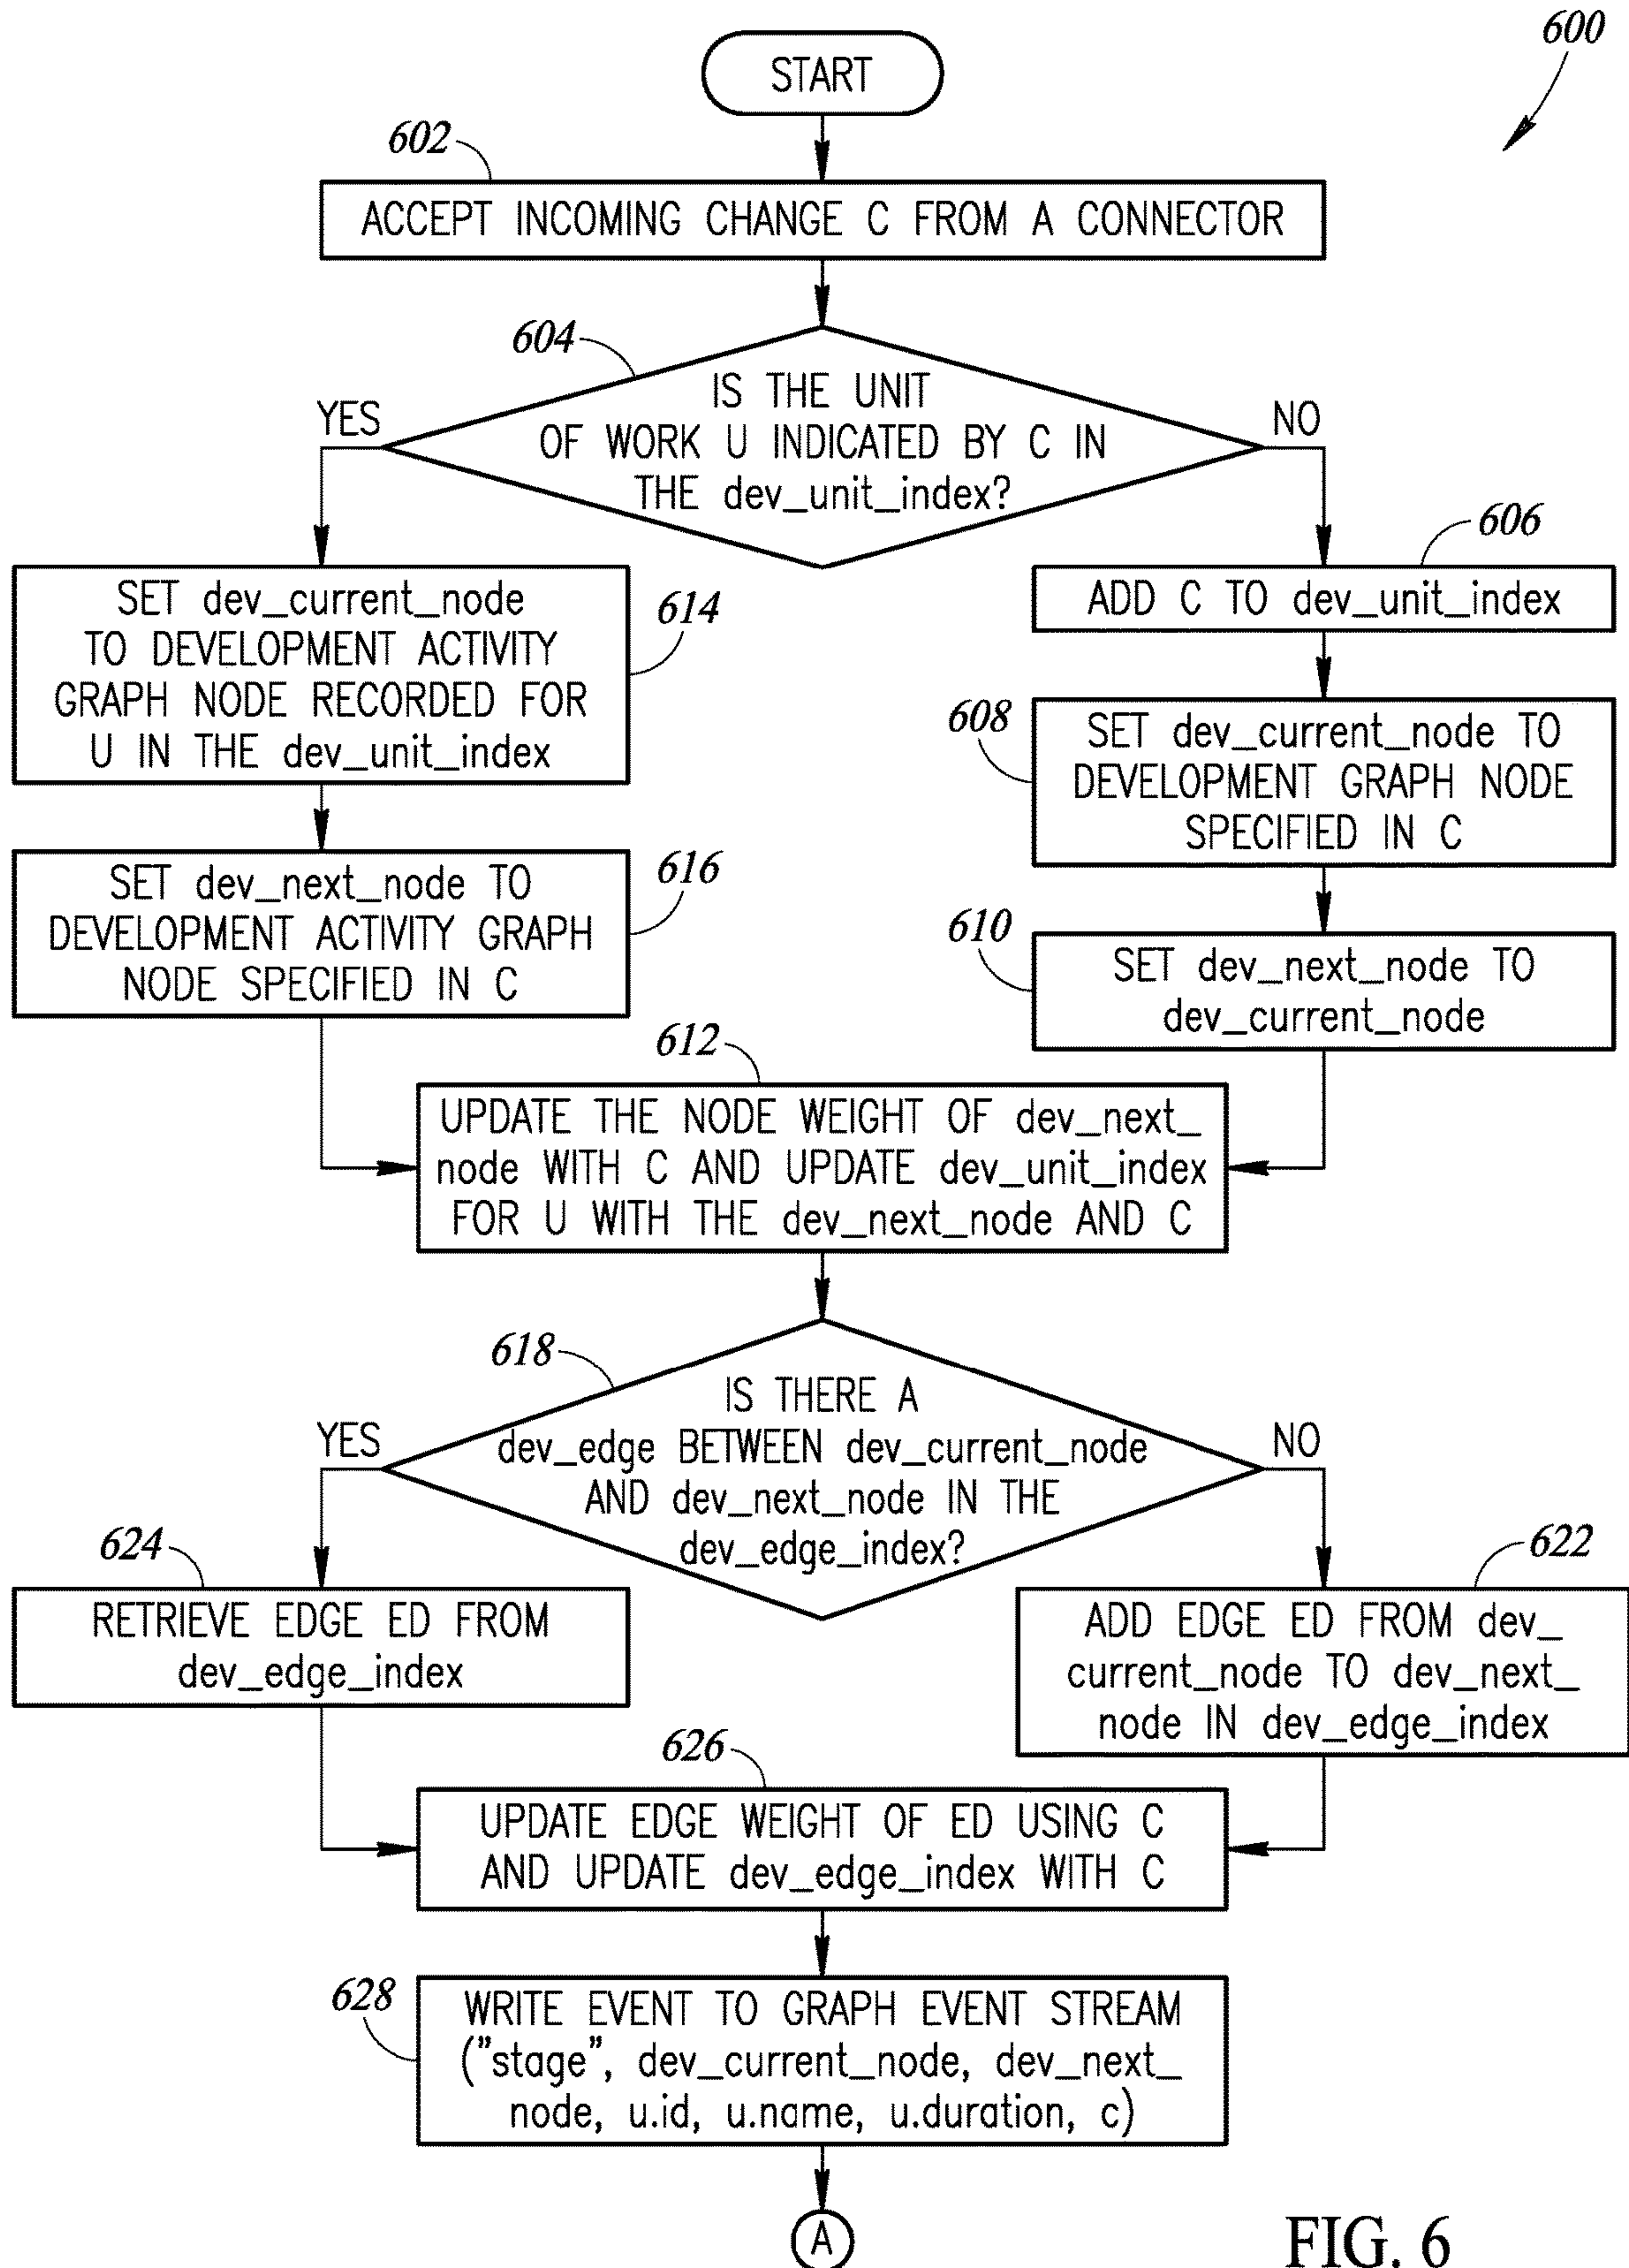 600
START
602
ACCEPT INCOMING CHANGE C FROM A CONNECTOR
604
IS THE UNIT
OF WORK U INDICATED BY C IN
THE dev_unit_index?
YES
NO
606
ADD C TO dev_unit_index
SET dev_current_node
TO DEVELOPMENT ACTIVITY
GRAPH NODE RECORDED FOR
U IN THE dev_unit_index
614
608
SET dev_current_node TO
DEVELOPMENT GRAPH NODE
SPECIFIED IN C
SET dev_next_node TO
DEVELOPMENT ACTIVITY GRAPH
NODE SPECIFIED IN C
616
610
SET dev_next_node TO
dev_current_node
612
UPDATE THE NODE WEIGHT OF dev_next_
node WITH C AND UPDATE dev_unit_index
FOR U WITH THE dev_next_node AND C
618
IS THERE A
dev_edge BETWEEN dev_current_node
AND dev_next_node IN THE
dev_edge_index?
YES
NO
624
RETRIEVE EDGE ED FROM
dev_edge_index
622
ADD EDGE ED FROM dev_
current_node TO dev_next_
node IN dev_edge_index
626
UPDATE EDGE WEIGHT OF ED USING C
AND UPDATE dev_edge_index WITH C
628
WRITE EVENT TO GRAPH EVENT STREAM
("stage", dev_current_node, dev_next_
node, u.id, u.name, u.duration, c)
A
FIG. 6